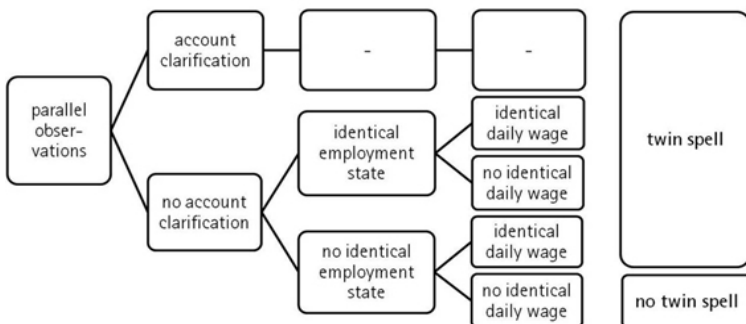 parallel
obser-
vations
account
clarification
-
-
no account
clarification
identical
employment
state
identical
daily wage
no identical
daily wage
no identical
employment
state
identical
daily wage
no identical
daily wage
twin spell
no twin spell